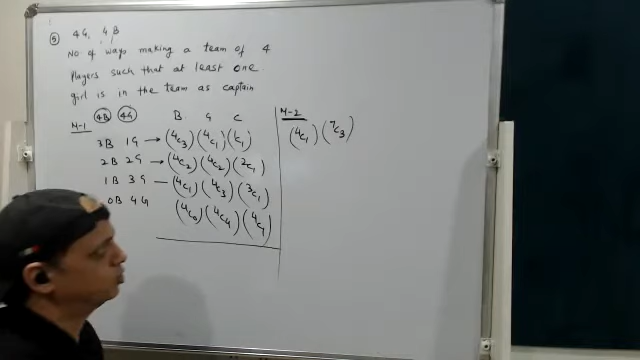 ⑤ 4G, 4B
No. of ways making a team of 4
players such that at least one
girl is in the team as captain
M-1 4B 4G B G C
3B 1G → (⁴C₃)(⁴C₁)(¹C₁)
2B 2G → (⁴C₂)(⁴C₂)(²C₁)
1B 3G — (⁴C₁)(⁴C₃)(³C₁)
0B 4G (⁴C₀)(⁴C₄)(⁴C₁)
M-2
(⁴C₁)(⁷C₃)